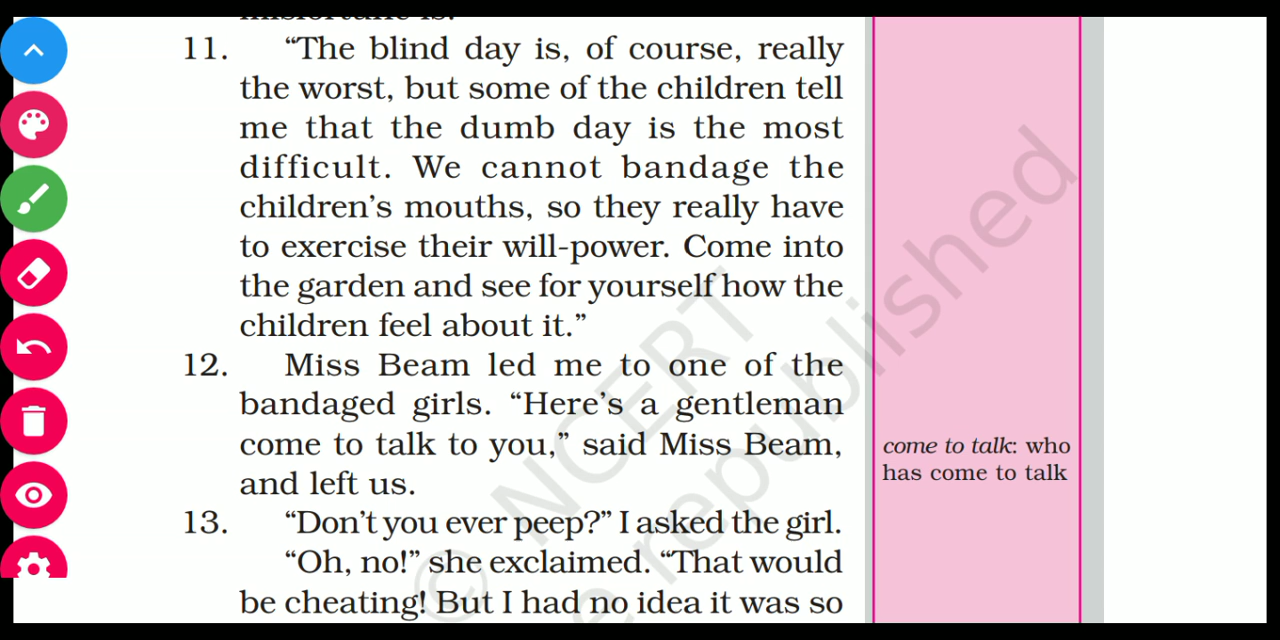 misfortune is.
11. “The blind day is, of course, really
the worst, but some of the children tell
me that the dumb day is the most
difficult. We cannot bandage the
children’s mouths, so they really have
to exercise their will-power. Come into
the garden and see for yourself how the
children feel about it.”
12. Miss Beam led me to one of the
bandaged girls. “Here’s a gentleman
come to talk to you,” said Miss Beam,
and left us.
come to talk: who
has come to talk
13. “Don’t you ever peep?” I asked the girl.
“Oh, no!” she exclaimed. “That would
be cheating! But I had no idea it was so
© NCERT
e republished